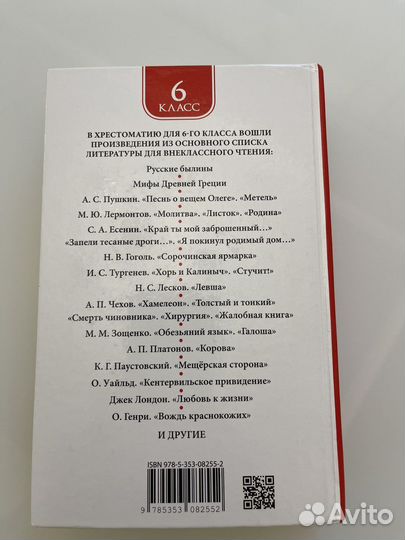 6
КЛАСС
В ХРЕСТОМАТИЮ ДЛЯ 6-ГО КЛАССА ВОШЛИ
ПРОИЗВЕДЕНИЯ ИЗ ОСНОВНОГО СПИСКА
ЛИТЕРАТУРЫ ДЛЯ ВНЕКЛАССНОГО ЧТЕНИЯ:
Русские былины
Мифы Древней Греции
А. С. Пушкин. «Песнь о вещем Олеге». «Метель»
М. Ю. Лермонтов. «Молитва». «Листок». «Родина»
С. А. Есенин. «Край ты мой заброшенный...»
«Запели тесаные дроги...». «Я покинул родимый дом...»
Н. В. Гоголь. «Сорочинская ярмарка»
И. С. Тургенев. «Хорь и Калиныч». «Стучит!»
Н. С. Лесков. «Левша»
А. П. Чехов. «Хамелеон». «Толстый и тонкий»
«Смерть чиновника». «Хирургия». «Жалобная книга»
М. М. Зощенко. «Обезьяний язык». «Галоша»
А. П. Платонов. «Корова»
К. Г. Паустовский. «Мещёрская сторона»
О. Уайльд. «Кентервильское привидение»
Джек Лондон. «Любовь к жизни»
О. Генри. «Вождь краснокожих»
И ДРУГИЕ
ISBN 978-5-353-08255-2
9 785353 082552
Avito